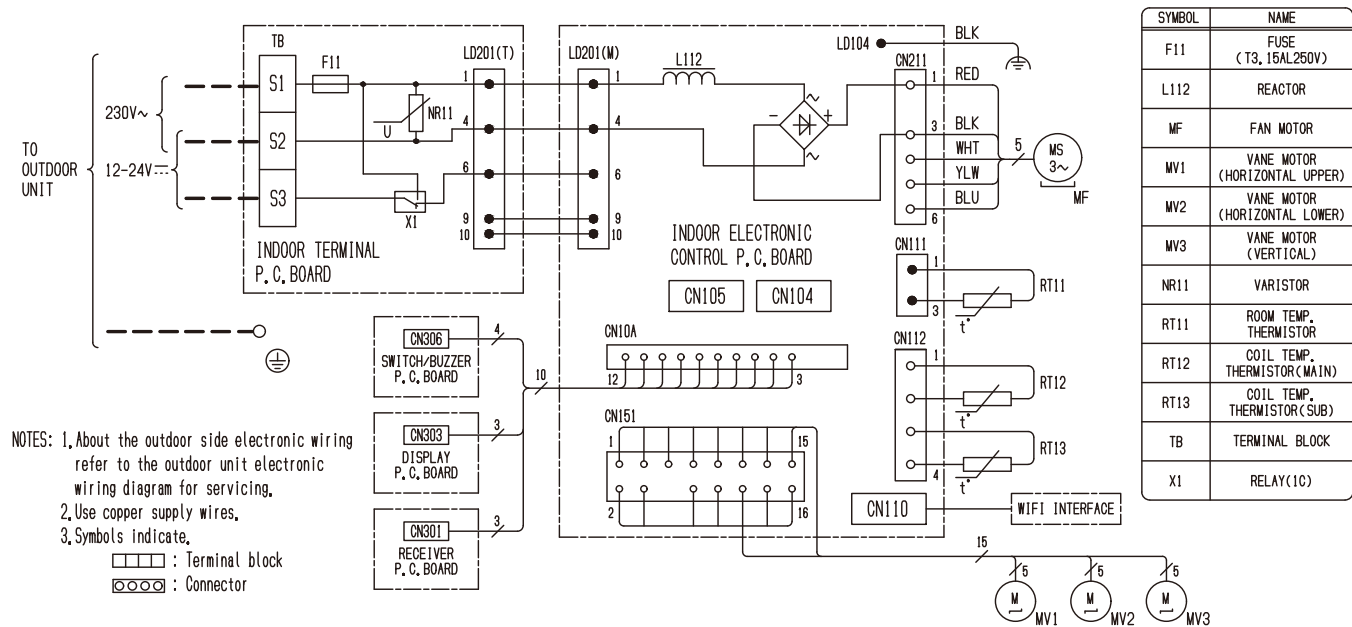 TO
OUTDOOR
UNIT
230V~
12-24V⎓
TB
S1
S2
S3
F11
NR11
U
X1
INDOOR TERMINAL
P.C.BOARD
LD201(T)
1
4
6
9
10
LD201(M)
1
4
6
9
10
L112
~
~
-
+
LD104
BLK
CN211
1
3
6
RED
BLK
WHT
YLW
BLU
5
MS
3~
MF
INDOOR ELECTRONIC
CONTROL P.C.BOARD
CN105
CN104
CN111
1
3
RT11
t°
CN112
1
4
RT12
t°
RT13
t°
CN10A
12
3
CN151
1
15
2
16
CN110
WIFI INTERFACE
CN306
SWITCH/BUZZER
P.C.BOARD
4
CN303
DISPLAY
P.C.BOARD
3
CN301
RECEIVER
P.C.BOARD
3
10
15
5
5
5
M
MV1
M
MV2
M
MV3
NOTES: 1.About the outdoor side electronic wiring
refer to the outdoor unit electronic
wiring diagram for servicing.
2.Use copper supply wires.
3.Symbols indicate.
: Terminal block
: Connector
SYMBOL NAME
F11 FUSE
(T3.15AL250V)
L112 REACTOR
MF FAN MOTOR
MV1 VANE MOTOR
(HORIZONTAL UPPER)
MV2 VANE MOTOR
(HORIZONTAL LOWER)
MV3 VANE MOTOR
(VERTICAL)
NR11 VARISTOR
RT11 ROOM TEMP.
THERMISTOR
RT12 COIL TEMP.
THERMISTOR(MAIN)
RT13 COIL TEMP.
THERMISTOR(SUB)
TB TERMINAL BLOCK
X1 RELAY(1C)